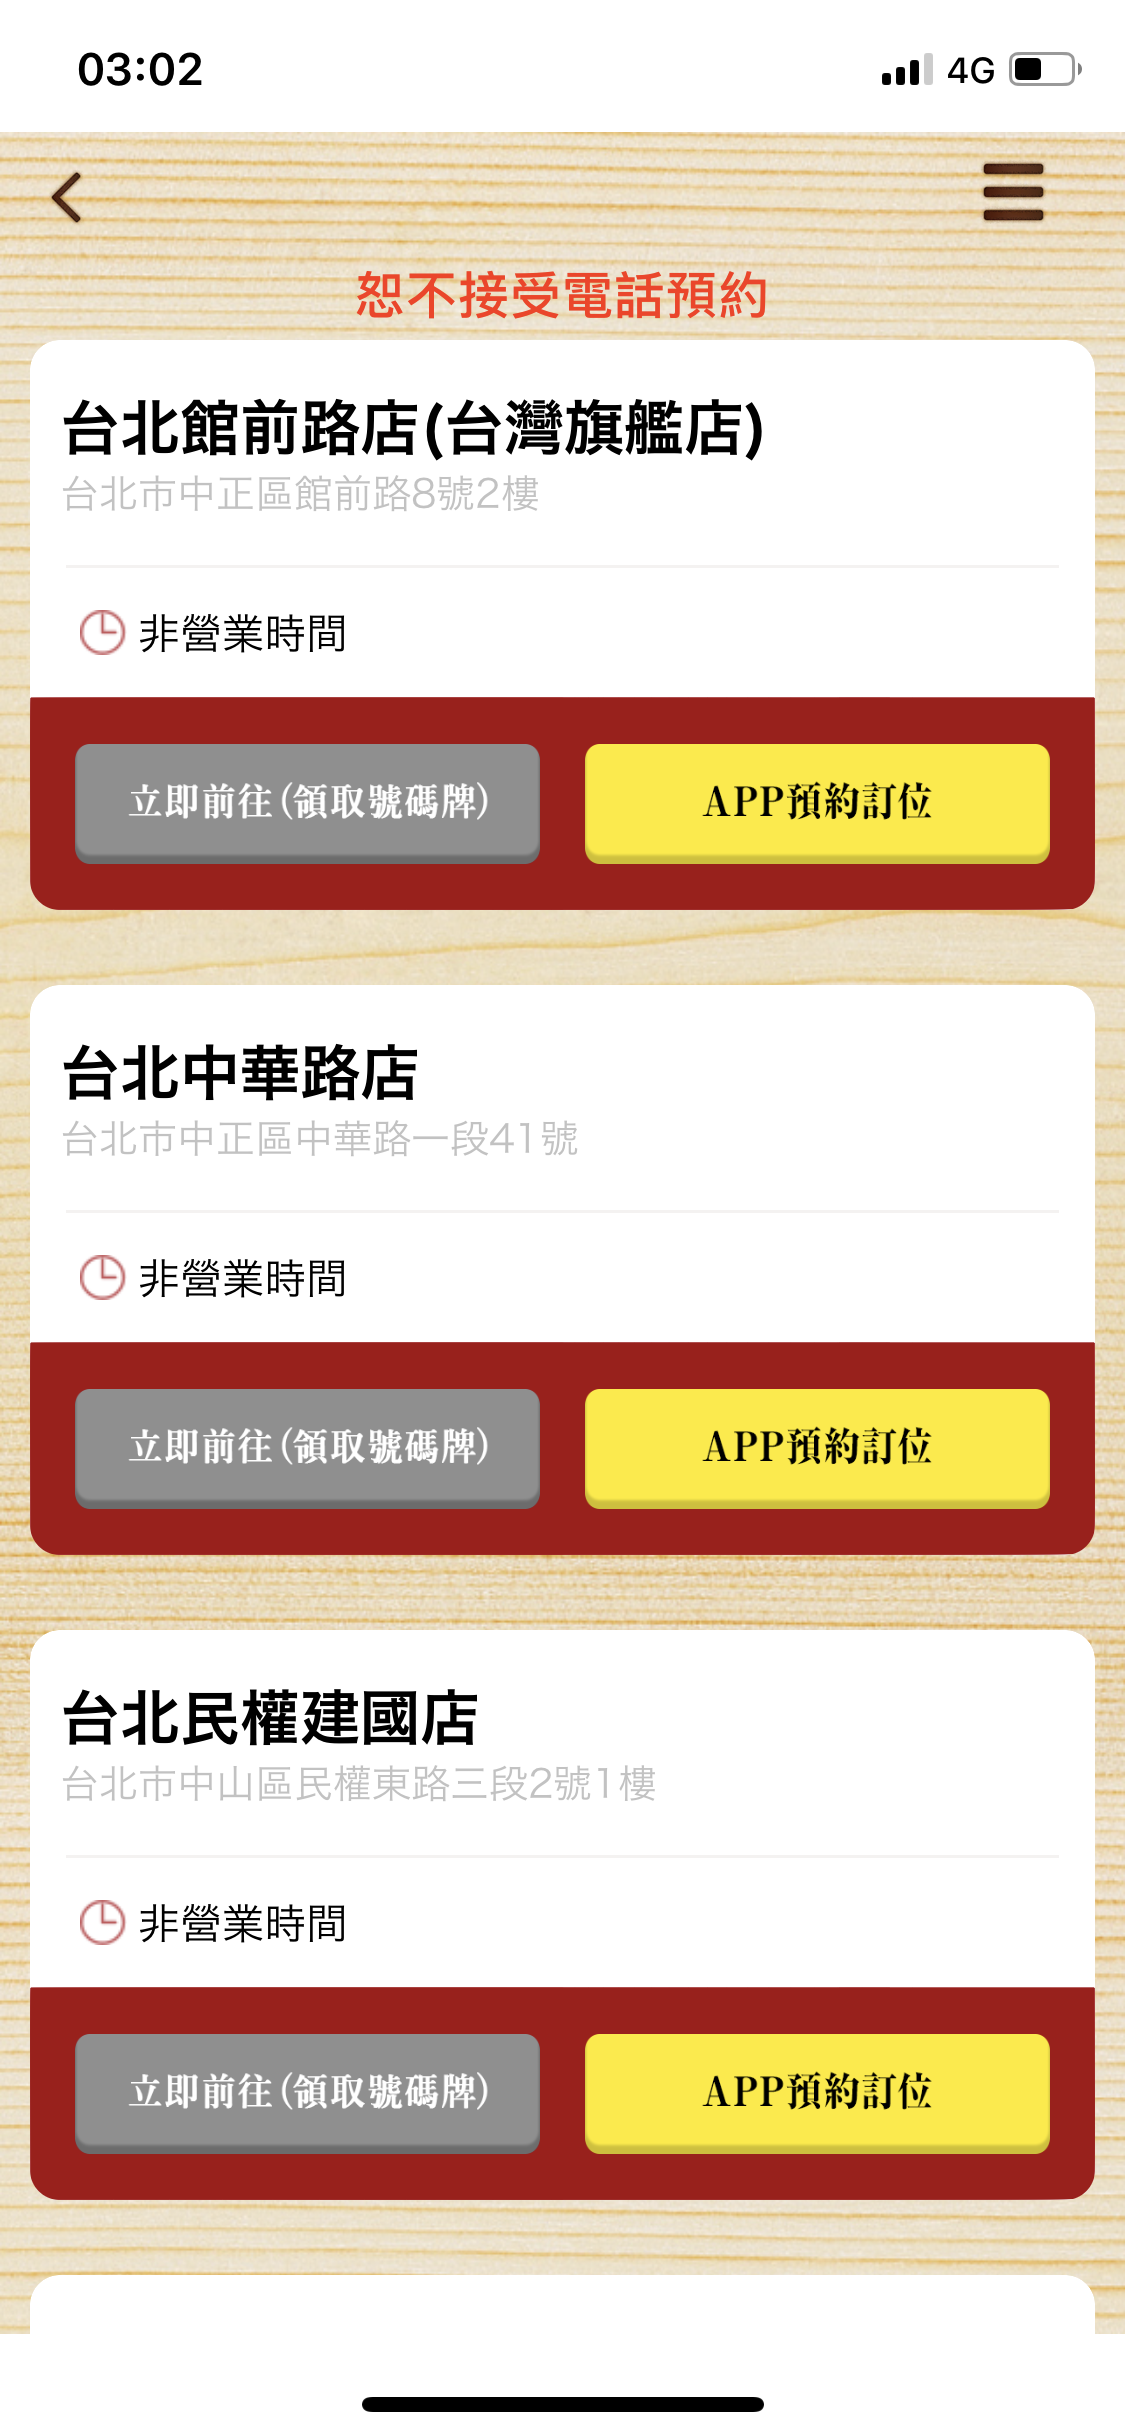 03:02
4G
恕不接受電話預約
台北館前路店(台灣旗艦店)
台北市中正區館前路8號2樓
非營業時間
立即前往(領取號碼牌)
APP預約訂位
台北中華路店
台北市中正區中華路一段41號
非營業時間
立即前往(領取號碼牌)
APP預約訂位
台北民權建國店
台北市中山區民權東路三段2號1樓
非營業時間
立即前往(領取號碼牌)
APP預約訂位